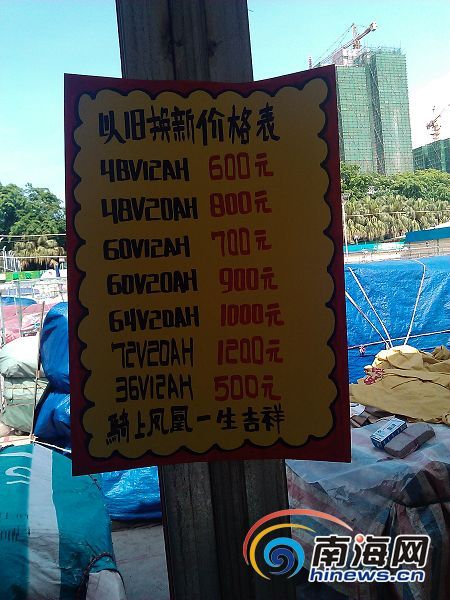 以旧换新价格表
48V12AH 600元
48V20AH 800元
60V12AH 700元
60V20AH 900元
64V20AH 1000元
72V20AH 1200元
36V12AH 500元
骑上凤凰一生吉祥
南海网
hinews.cn